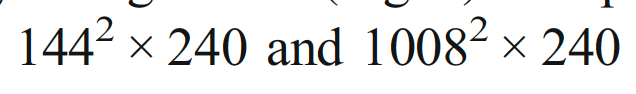 144² × 240 and 1008² × 240